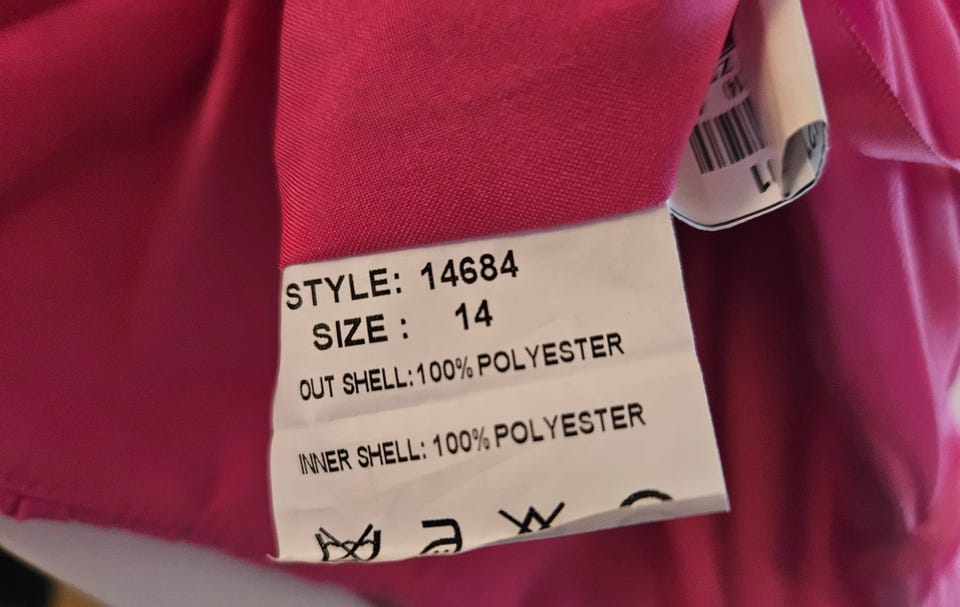 STYLE: 14684
SIZE : 14
OUT SHELL:100% POLYESTER
INNER SHELL: 100% POLYESTER